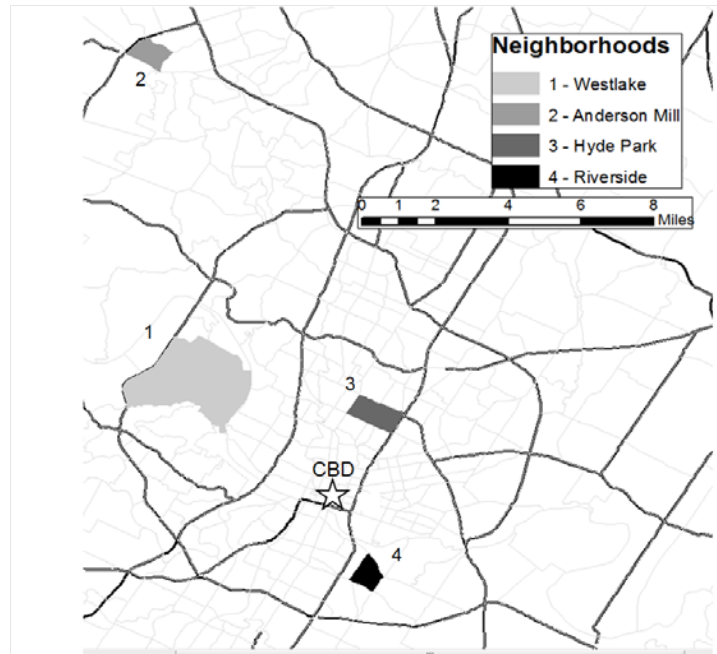 Neighborhoods
1 - Westlake
2 - Anderson Mill
3 - Hyde Park
4 - Riverside
0 1 2 4 6 8
Miles
2
1
3
CBD
4